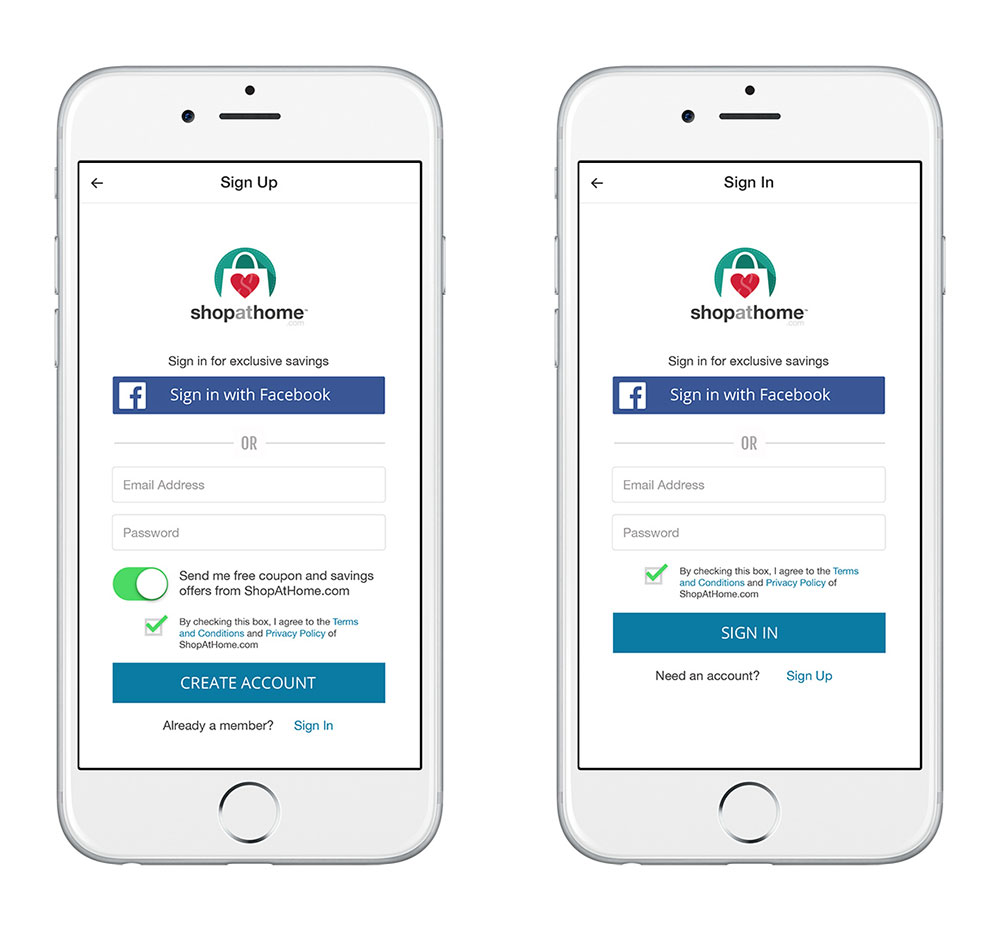 Sign Up
shopathome™
.com
Sign in for exclusive savings
Sign in with Facebook
OR
Email Address
Password
Send me free coupon and savings
offers from ShopAtHome.com
By checking this box, I agree to the Terms
and Conditions and Privacy Policy of
ShopAtHome.com
CREATE ACCOUNT
Already a member? Sign In
Sign In
shopathome™
.com
Sign in for exclusive savings
Sign in with Facebook
OR
Email Address
Password
By checking this box, I agree to the Terms
and Conditions and Privacy Policy of
ShopAtHome.com
SIGN IN
Need an account? Sign Up